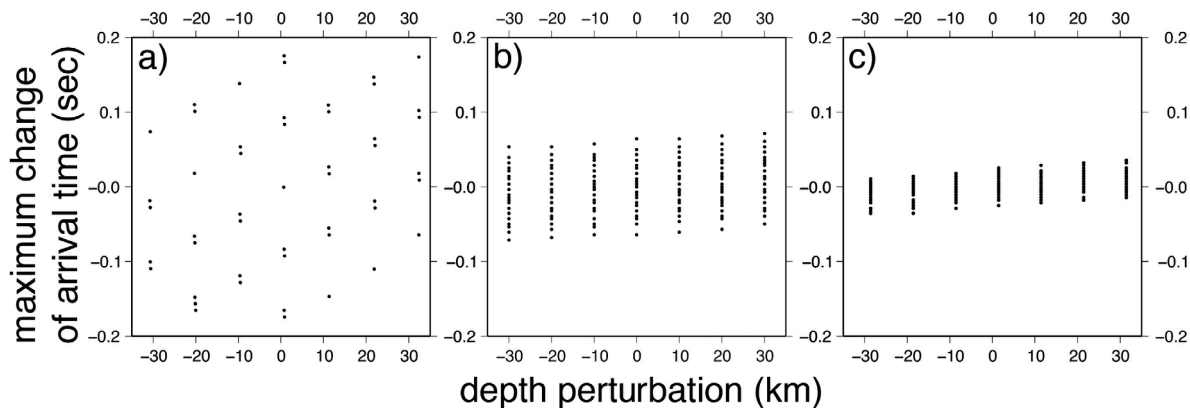 −30 −20 −10 0 10 20 30 −30 −20 −10 0 10 20 30 −30 −20 −10 0 10 20 30
0.2 0.2
a) b) c)
0.1 0.1 0.1 0.1
−0.0 −0.0 −0.0 −0.0
−0.1 −0.1 −0.1 −0.1
−0.2 −0.2 −0.2 −0.2
−30 −20 −10 0 10 20 30 −30 −20 −10 0 10 20 30 −30 −20 −10 0 10 20 30
maximum change
of arrival time (sec)
depth perturbation (km)